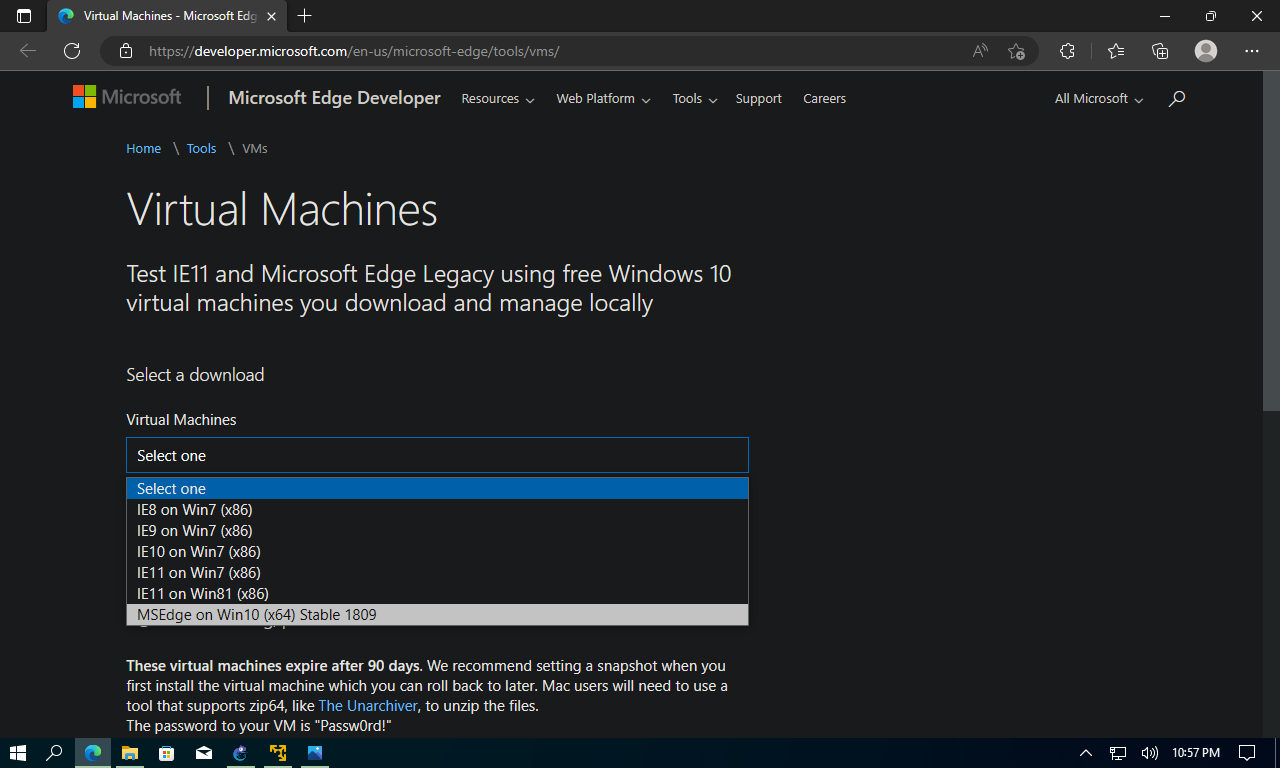 Virtual Machines - Microsoft Edg
https://developer.microsoft.com/en-us/microsoft-edge/tools/vms/
Microsoft
Microsoft Edge Developer
Resources
Web Platform
Tools
Support
Careers
All Microsoft
Home \ Tools \ VMs
Virtual Machines
Test IE11 and Microsoft Edge Legacy using free Windows 10
virtual machines you download and manage locally
Select a download
Virtual Machines
Select one
Select one
IE8 on Win7 (x86)
IE9 on Win7 (x86)
IE10 on Win7 (x86)
IE11 on Win7 (x86)
IE11 on Win81 (x86)
MSEdge on Win10 (x64) Stable 1809
These virtual machines expire after 90 days. We recommend setting a snapshot when you
first install the virtual machine which you can roll back to later. Mac users will need to use a
tool that supports zip64, like The Unarchiver, to unzip the files.
The password to your VM is "Passw0rd!"
10:57 PM